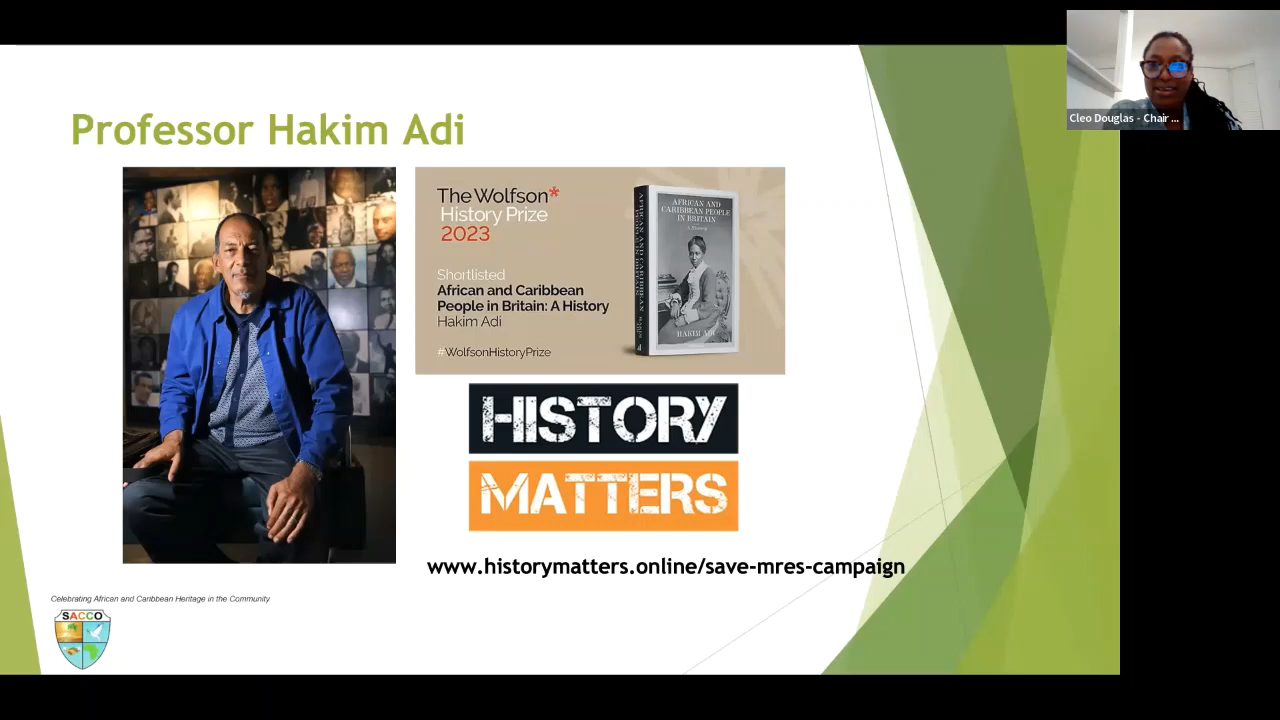 Professor Hakim Adi
The Wolfson*
History Prize
2023
Shortlisted
African and Caribbean
People in Britain: A History
Hakim Adi
#WolfsonHistoryPrize
AFRICAN AND
CARIBBEAN PEOPLE
IN BRITAIN
A History
HAKIM ADI
HISTORY
MATTERS
www.historymatters.online/save-mres-campaign
Celebrating African and Caribbean Heritage in the Community
SACCO
Cleo Douglas - Chair ...